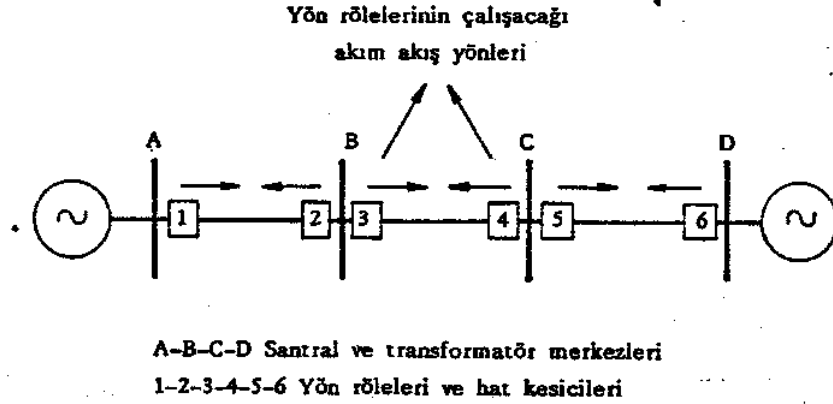 Yön rölelerinin çalışacağı
akım akış yönleri
A B C D
1 2 3 4 5 6
A-B-C-D Santral ve transformatör merkezleri
1-2-3-4-5-6 Yön röleleri ve hat kesicileri